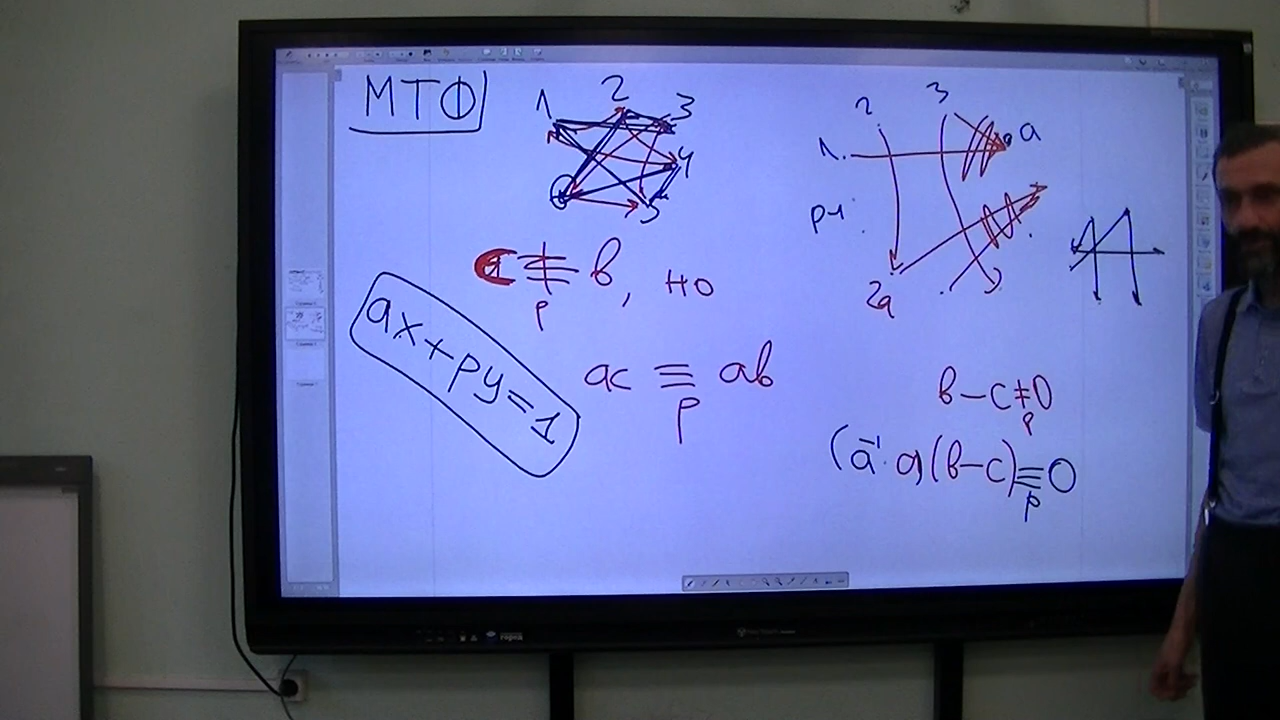 МТФ
1 2 3
4
6 5
2 3
1. a
p-1
2a
c ≢ b, но
p
ax+py=1
ac ≡ ab
p
b-c≠0
p
(a⁻¹·a)(b-c)≡0
p